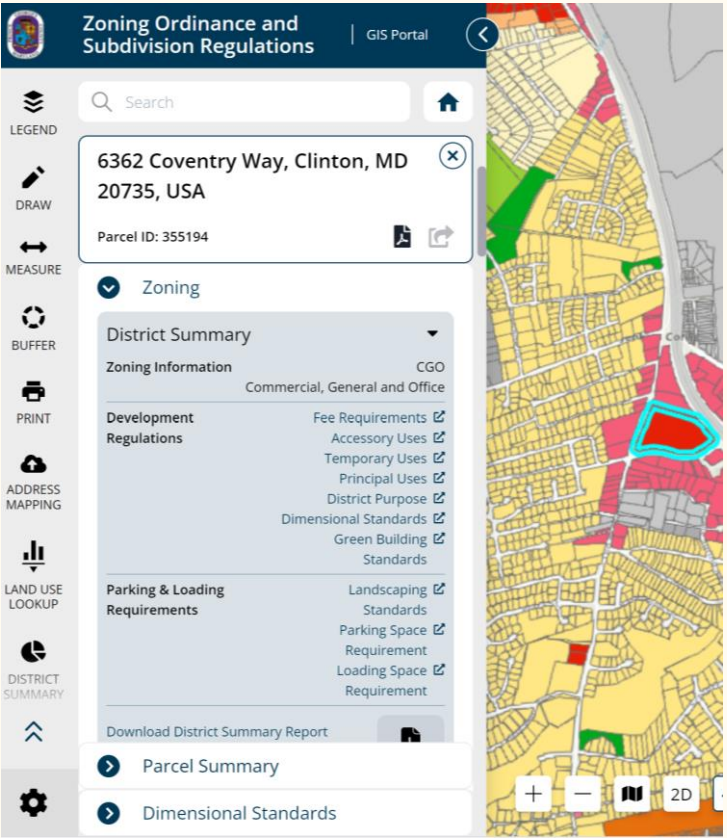 Zoning Ordinance and
Subdivision Regulations
GIS Portal
LEGEND
DRAW
MEASURE
BUFFER
PRINT
ADDRESS
MAPPING
LAND USE
LOOKUP
DISTRICT
SUMMARY
Search
6362 Coventry Way, Clinton, MD
20735, USA
Parcel ID: 355194
Zoning
District Summary
Zoning Information CGO
Commercial, General and Office
Development Fee Requirements
Regulations Accessory Uses
Temporary Uses
Principal Uses
District Purpose
Dimensional Standards
Green Building
Standards
Parking & Loading Landscaping
Requirements Standards
Parking Space
Requirement
Loading Space
Requirement
Download District Summary Report
Parcel Summary
Dimensional Standards
2D